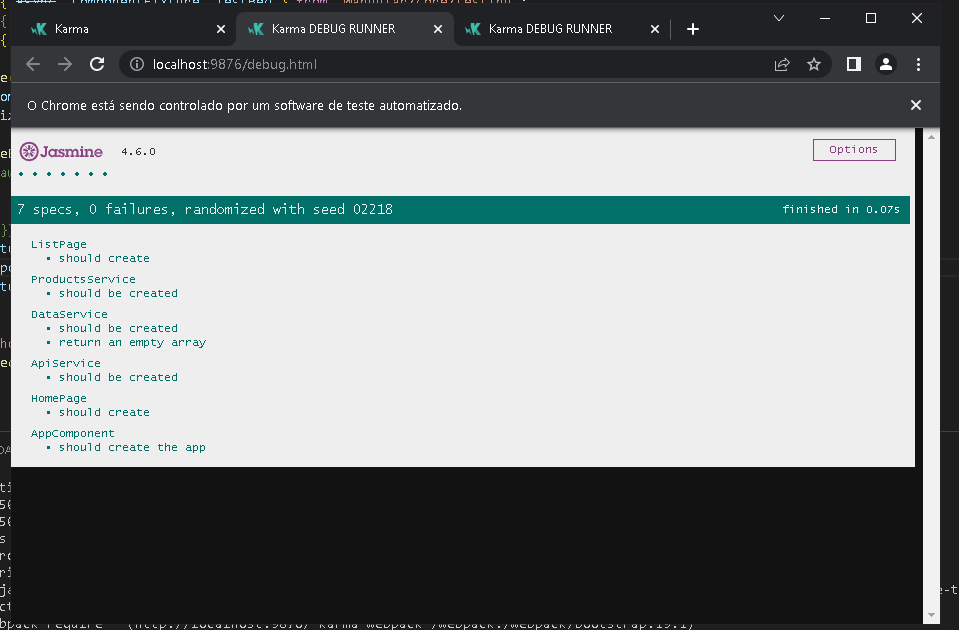 Karma
Karma DEBUG RUNNER
Karma DEBUG RUNNER
localhost:9876/debug.html
O Chrome está sendo controlado por um software de teste automatizado.
Jasmine 4.6.0
Options
7 specs, 0 failures, randomized with seed 02218
finished in 0.07s
ListPage
• should create
ProductsService
• should be created
DataService
• should be created
• return an empty array
ApiService
• should be created
HomePage
• should create
AppComponent
• should create the app